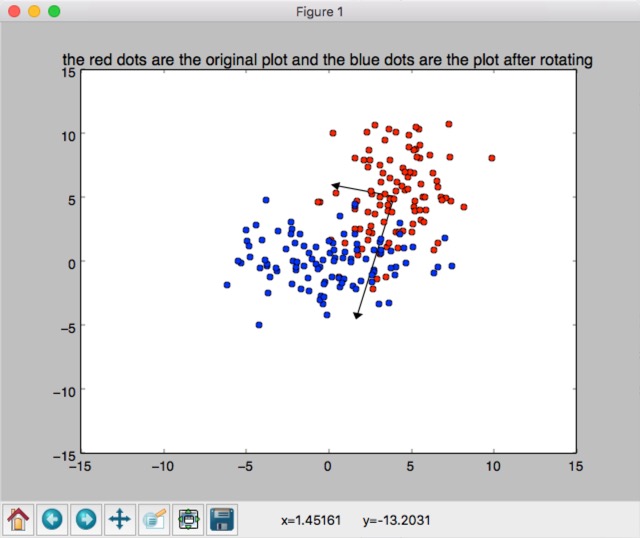 Figure 1
the red dots are the original plot and the blue dots are the plot after rotating
15
10
5
0
−5
−10
−15
−15 −10 −5 0 5 10 15
x=1.45161 y=-13.2031